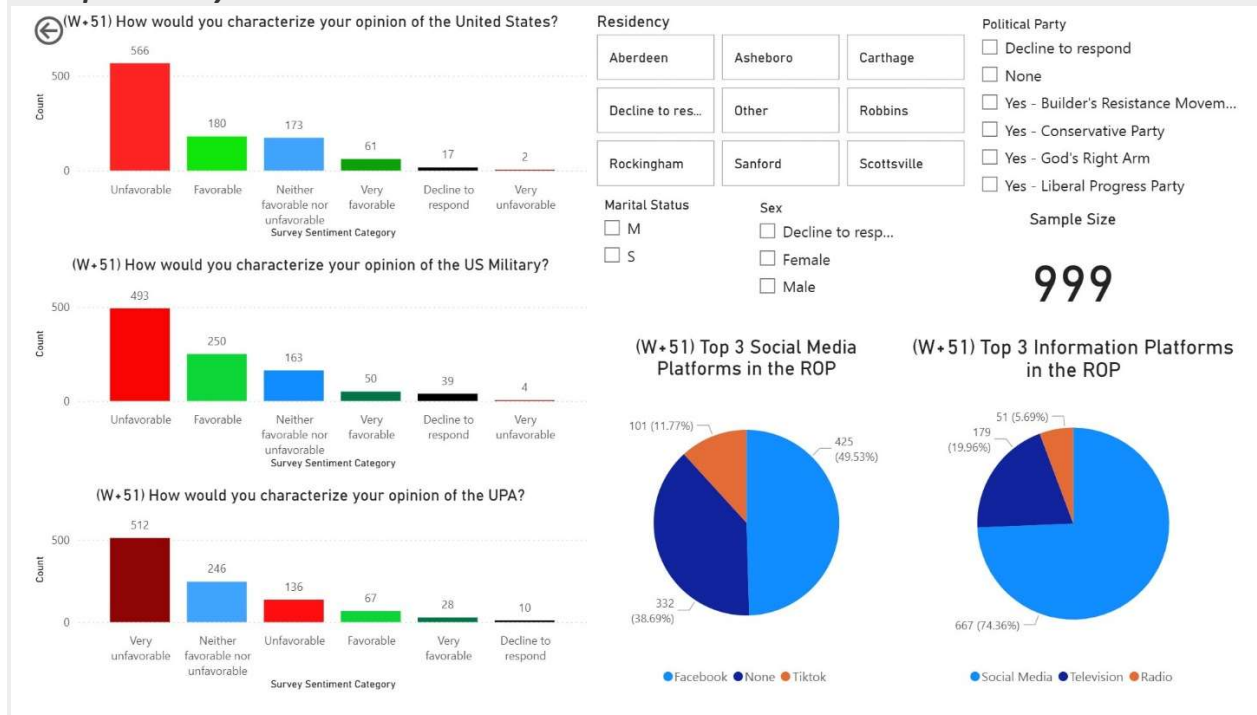 (W+51) How would you characterize your opinion of the United States?
566
500
180
173
61
17
2
0
Count
Unfavorable
Favorable
Neither
favorable nor
unfavorable
Very
favorable
Decline to
respond
Very
unfavorable
Survey Sentiment Category
(W+51) How would you characterize your opinion of the US Military?
493
500
250
163
50
39
4
0
Count
Unfavorable
Favorable
Neither
favorable nor
unfavorable
Very
favorable
Decline to
respond
Very
unfavorable
Survey Sentiment Category
(W+51) How would you characterize your opinion of the UPA?
512
500
246
136
67
28
10
0
Count
Very
unfavorable
Neither
favorable nor
unfavorable
Unfavorable
Favorable
Very
favorable
Decline to
respond
Survey Sentiment Category
Residency
Aberdeen
Asheboro
Carthage
Decline to res...
Other
Robbins
Rockingham
Sanford
Scottsville
Marital Status
M
S
Sex
Decline to resp...
Female
Male
Political Party
Decline to respond
None
Yes - Builder's Resistance Movem...
Yes - Conservative Party
Yes - God's Right Arm
Yes - Liberal Progress Party
Sample Size
999
(W+51) Top 3 Social Media
Platforms in the ROP
101 (11.77%)
425
(49.53%)
332
(38.69%)
Facebook None Tiktok
(W+51) Top 3 Information Platforms
in the ROP
51 (5.69%)
179
(19.96%)
667 (74.36%)
Social Media Television Radio